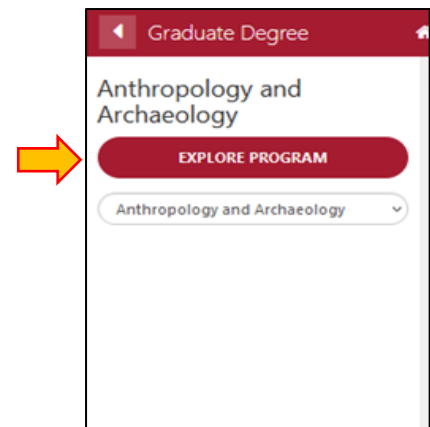 Graduate Degree
Anthropology and
Archaeology
EXPLORE PROGRAM
Anthropology and Archaeology